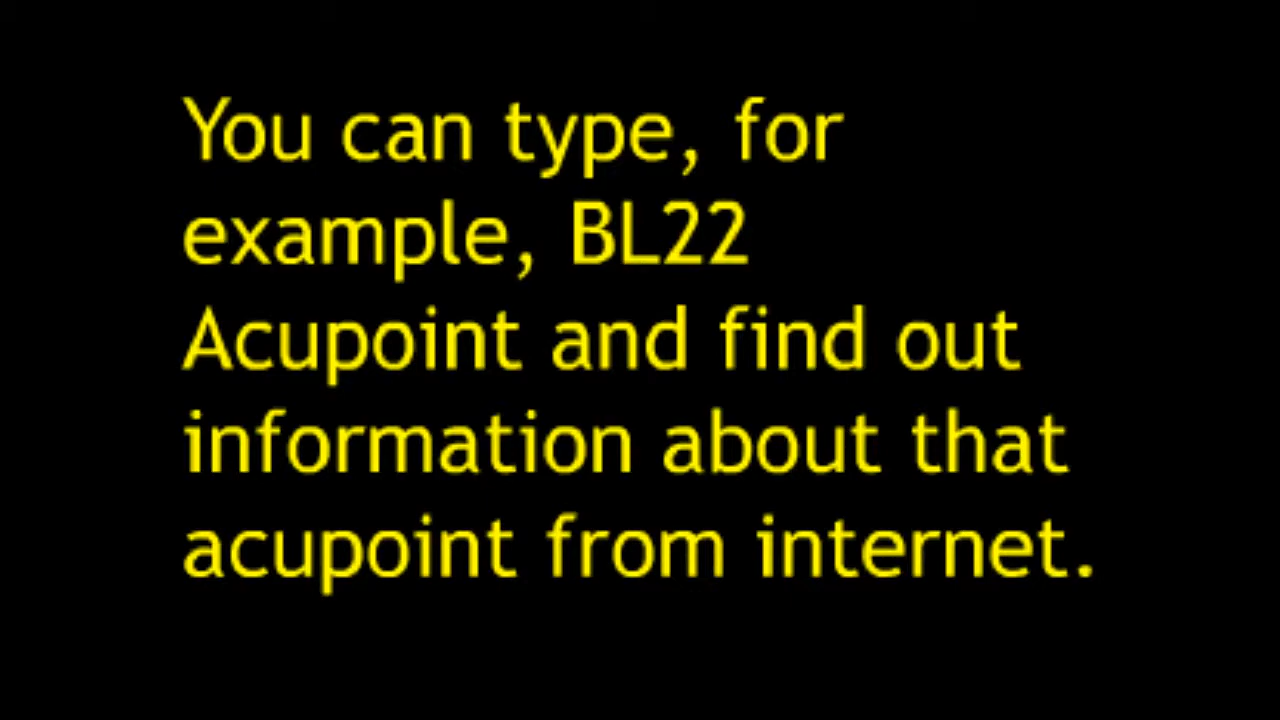 You can type, for
example, BL22
Acupoint and find out
information about that
acupoint from internet.